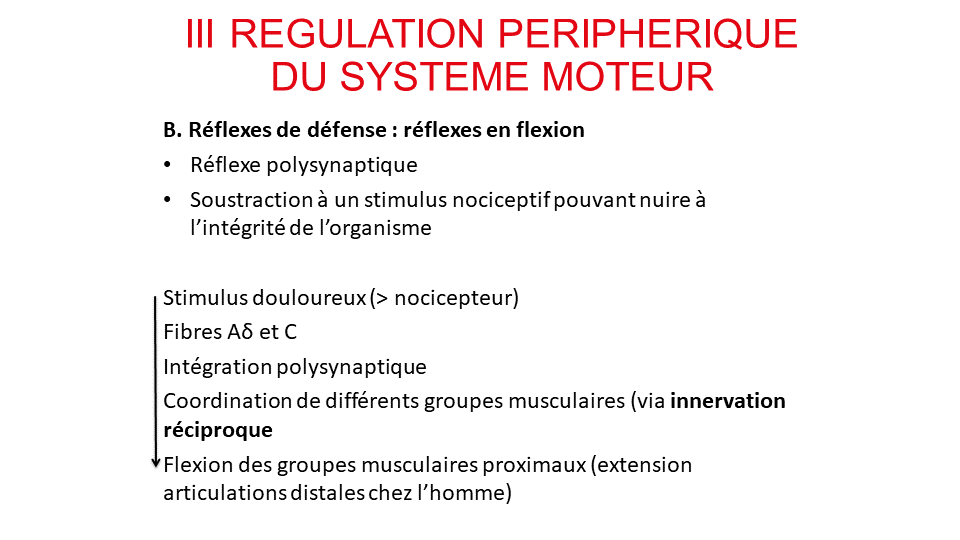 III REGULATION PERIPHERIQUE
DU SYSTEME MOTEUR
B. Réflexes de défense : réflexes en flexion
• Réflexe polysynaptique
• Soustraction à un stimulus nociceptif pouvant nuire à
l’intégrité de l’organisme
Stimulus douloureux (> nocicepteur)
Fibres Aδ et C
Intégration polysynaptique
Coordination de différents groupes musculaires (via innervation
réciproque
Flexion des groupes musculaires proximaux (extension
articulations distales chez l’homme)